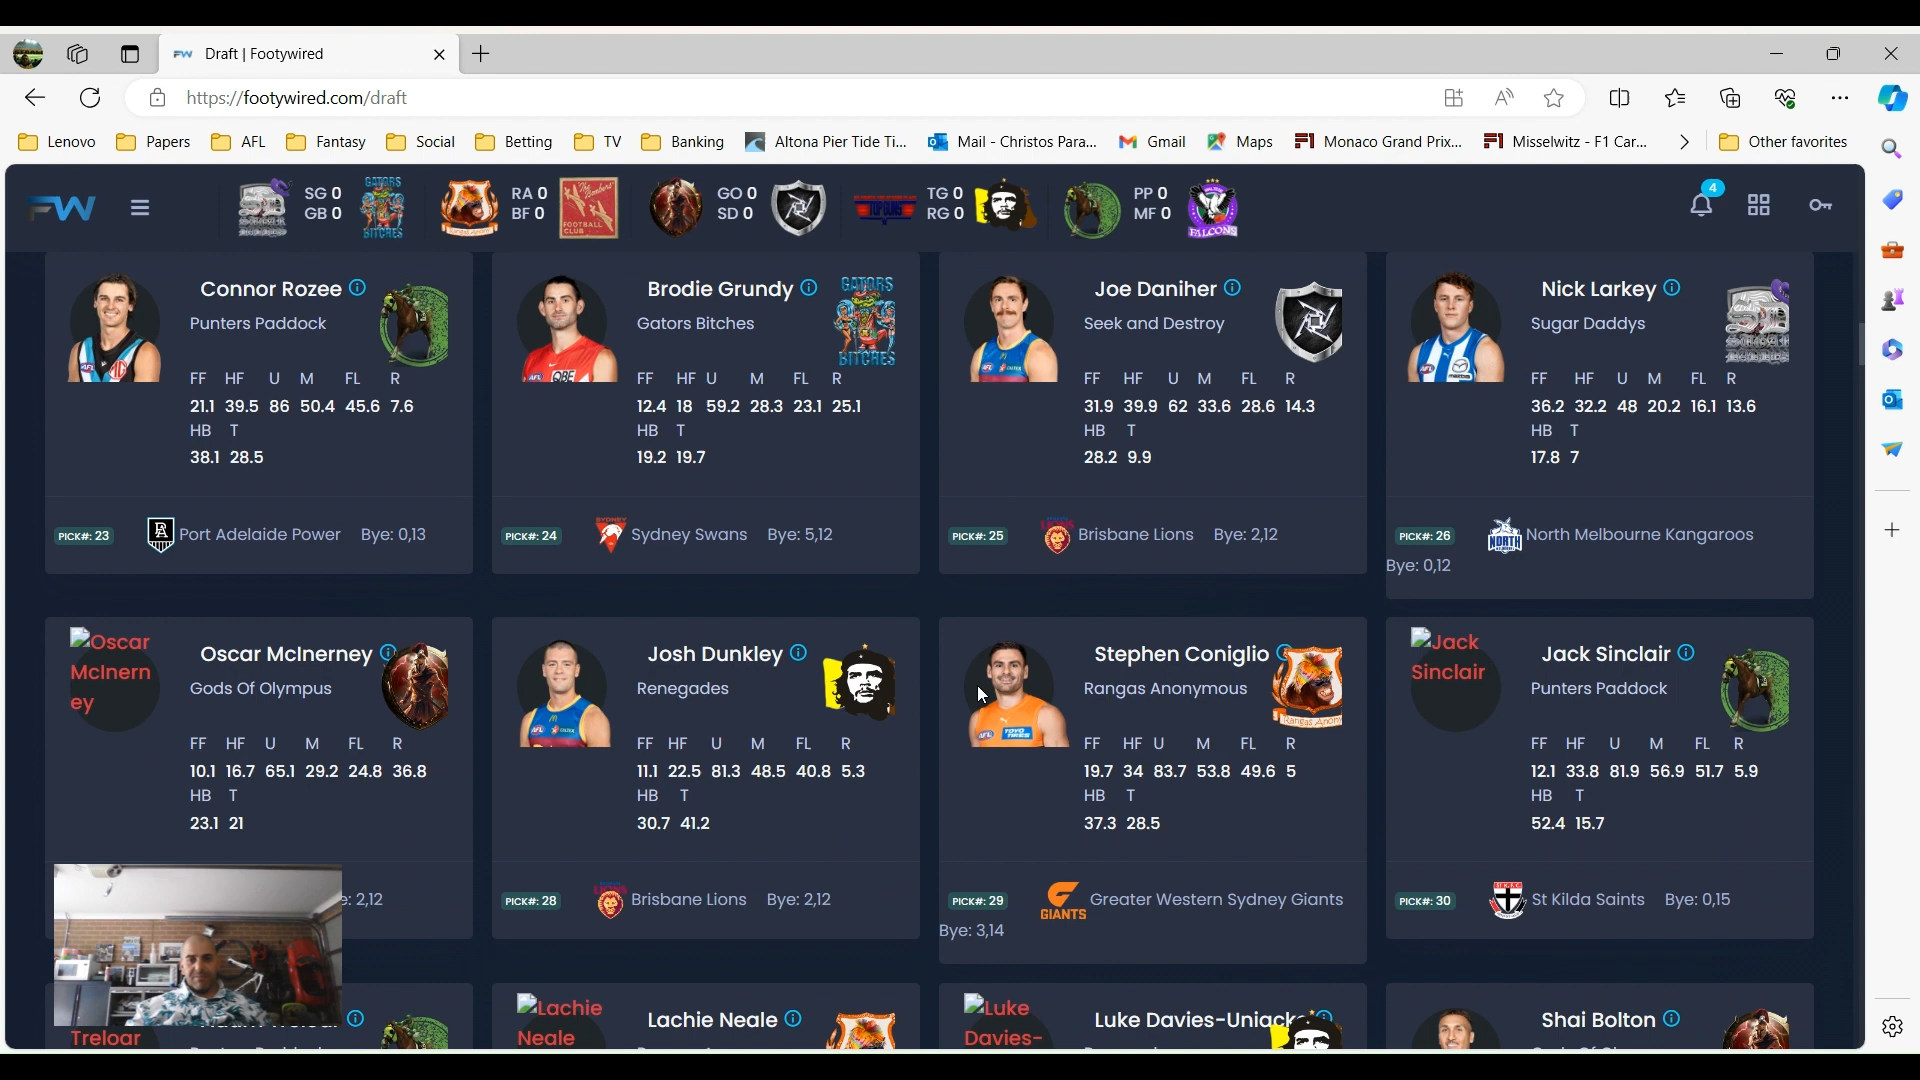 Draft | Footywired
https://footywired.com/draft
Lenovo Papers AFL Fantasy Social Betting TV Banking Altona Pier Tide Ti... Mail - Christos Para... Gmail Maps Monaco Grand Prix... Misselwitz - F1 Car... Other favorites
FW SG 0 GATORS RA 0 The Bombers GO 0 TG 0 PP 0 4
GB 0 BITCHES BF 0 FOOTBALL CLUB SD 0 TOPGUNS RG 0 MF 0 FALCONS
Connor Rozee
Punters Paddock
FF HF U M FL R
21.1 39.5 86 50.4 45.6 7.6
HB T
38.1 28.5
PICK#: 23 Port Adelaide Power Bye: 0,13
Brodie Grundy
Gators Bitches
GATORS
BITCHES
FF HF U M FL R
12.4 18 59.2 28.3 23.1 25.1
HB T
19.2 19.7
PICK#: 24 Sydney Swans Bye: 5,12
Joe Daniher
Seek and Destroy
FF HF U M FL R
31.9 39.9 62 33.6 28.6 14.3
HB T
28.2 9.9
PICK#: 25 Brisbane Lions Bye: 2,12
Nick Larkey
Sugar Daddys
FF HF U M FL R
36.2 32.2 48 20.2 16.1 13.6
HB T
17.8 7
PICK#: 26 NORTH North Melbourne Kangaroos
Bye: 0,12
Oscar McInerney
Oscar McInerney
Gods Of Olympus
FF HF U M FL R
10.1 16.7 65.1 29.2 24.8 36.8
HB T
23.1 21
e: 2,12
Josh Dunkley
Renegades
FF HF U M FL R
11.1 22.5 81.3 48.5 40.8 5.3
HB T
30.7 41.2
PICK#: 28 Brisbane Lions Bye: 2,12
Stephen Coniglio
Rangas Anonymous
FF HF U M FL R
19.7 34 83.7 53.8 49.6 5
HB T
37.3 28.5
PICK#: 29 GIANTS Greater Western Sydney Giants
Bye: 3,14
Jack Sinclair
Jack Sinclair
Punters Paddock
FF HF U M FL R
12.1 33.8 81.9 56.9 51.7 5.9
HB T
52.4 15.7
PICK#: 30 St Kilda Saints Bye: 0,15
Treloar
Lachie Neale
Lachie Neale
Luke Davies-
Luke Davies-Uniacke
Shai Bolton